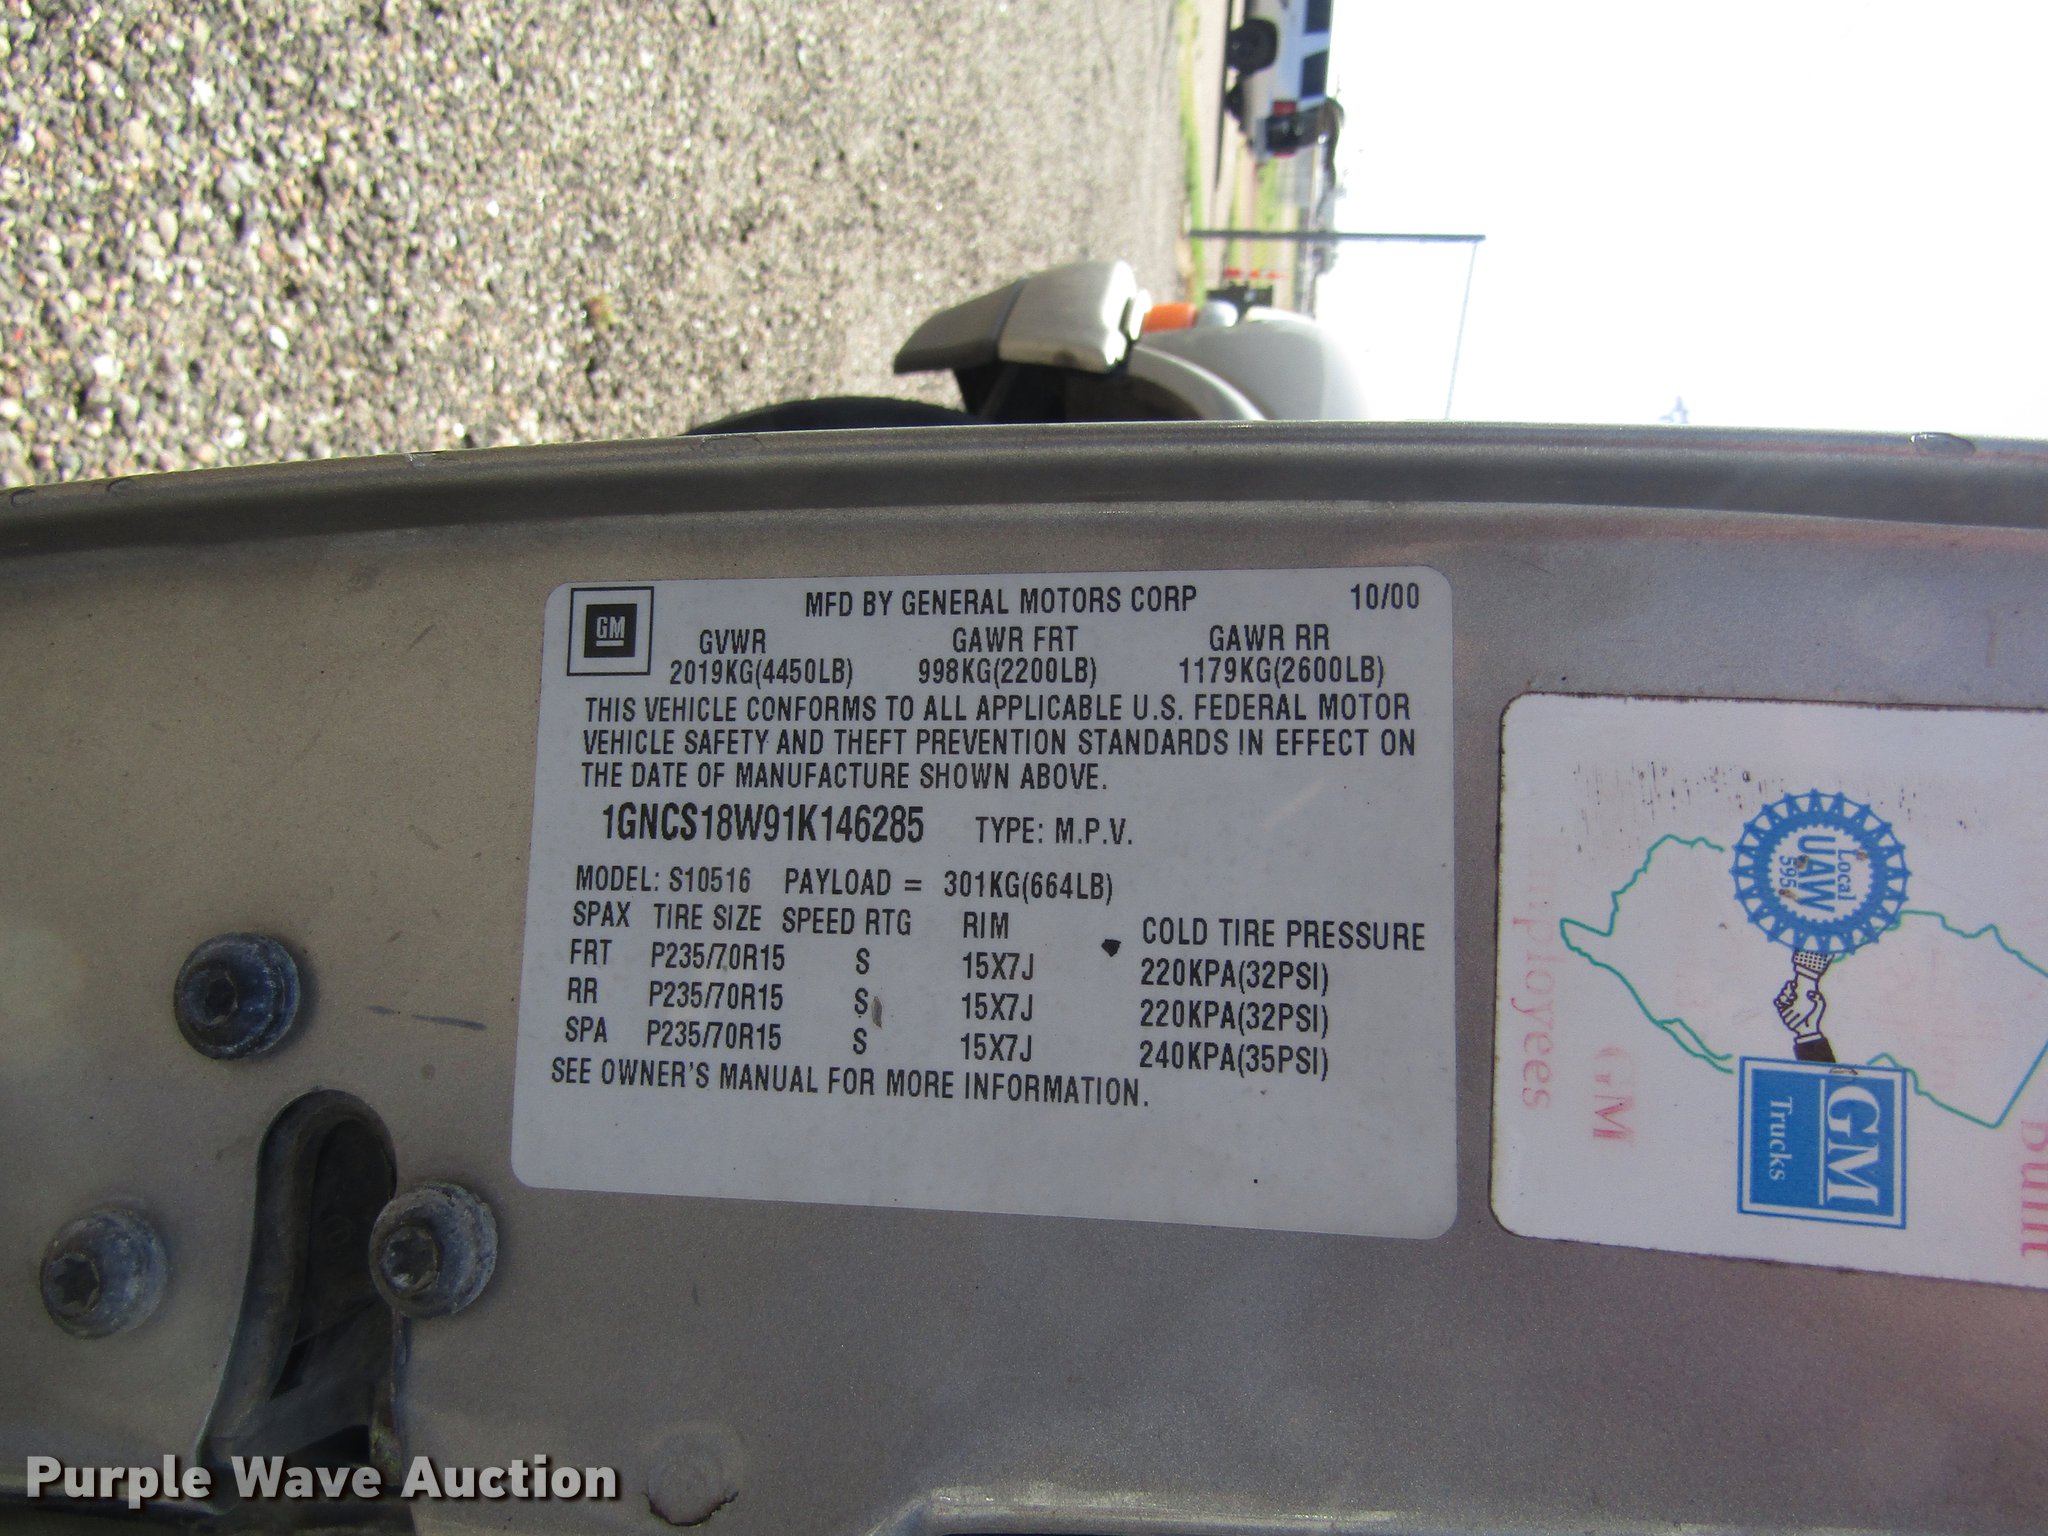 GM
MFD BY GENERAL MOTORS CORP 10/00
GVWR GAWR FRT GAWR RR
2019KG(4450LB) 998KG(2200LB) 1179KG(2600LB)
THIS VEHICLE CONFORMS TO ALL APPLICABLE U.S. FEDERAL MOTOR
VEHICLE SAFETY AND THEFT PREVENTION STANDARDS IN EFFECT ON
THE DATE OF MANUFACTURE SHOWN ABOVE.
1GNCS18W91K146285 TYPE: M.P.V.
MODEL: S10516 PAYLOAD = 301KG(664LB)
SPAX TIRE SIZE SPEED RTG RIM COLD TIRE PRESSURE
FRT P235/70R15 S 15X7J 220KPA(32PSI)
RR P235/70R15 S 15X7J 220KPA(32PSI)
SPA P235/70R15 S 15X7J 240KPA(35PSI)
SEE OWNER'S MANUAL FOR MORE INFORMATION.
Local
UAW
595
GM
Trucks
Built
GM
Employees
Purple Wave Auction